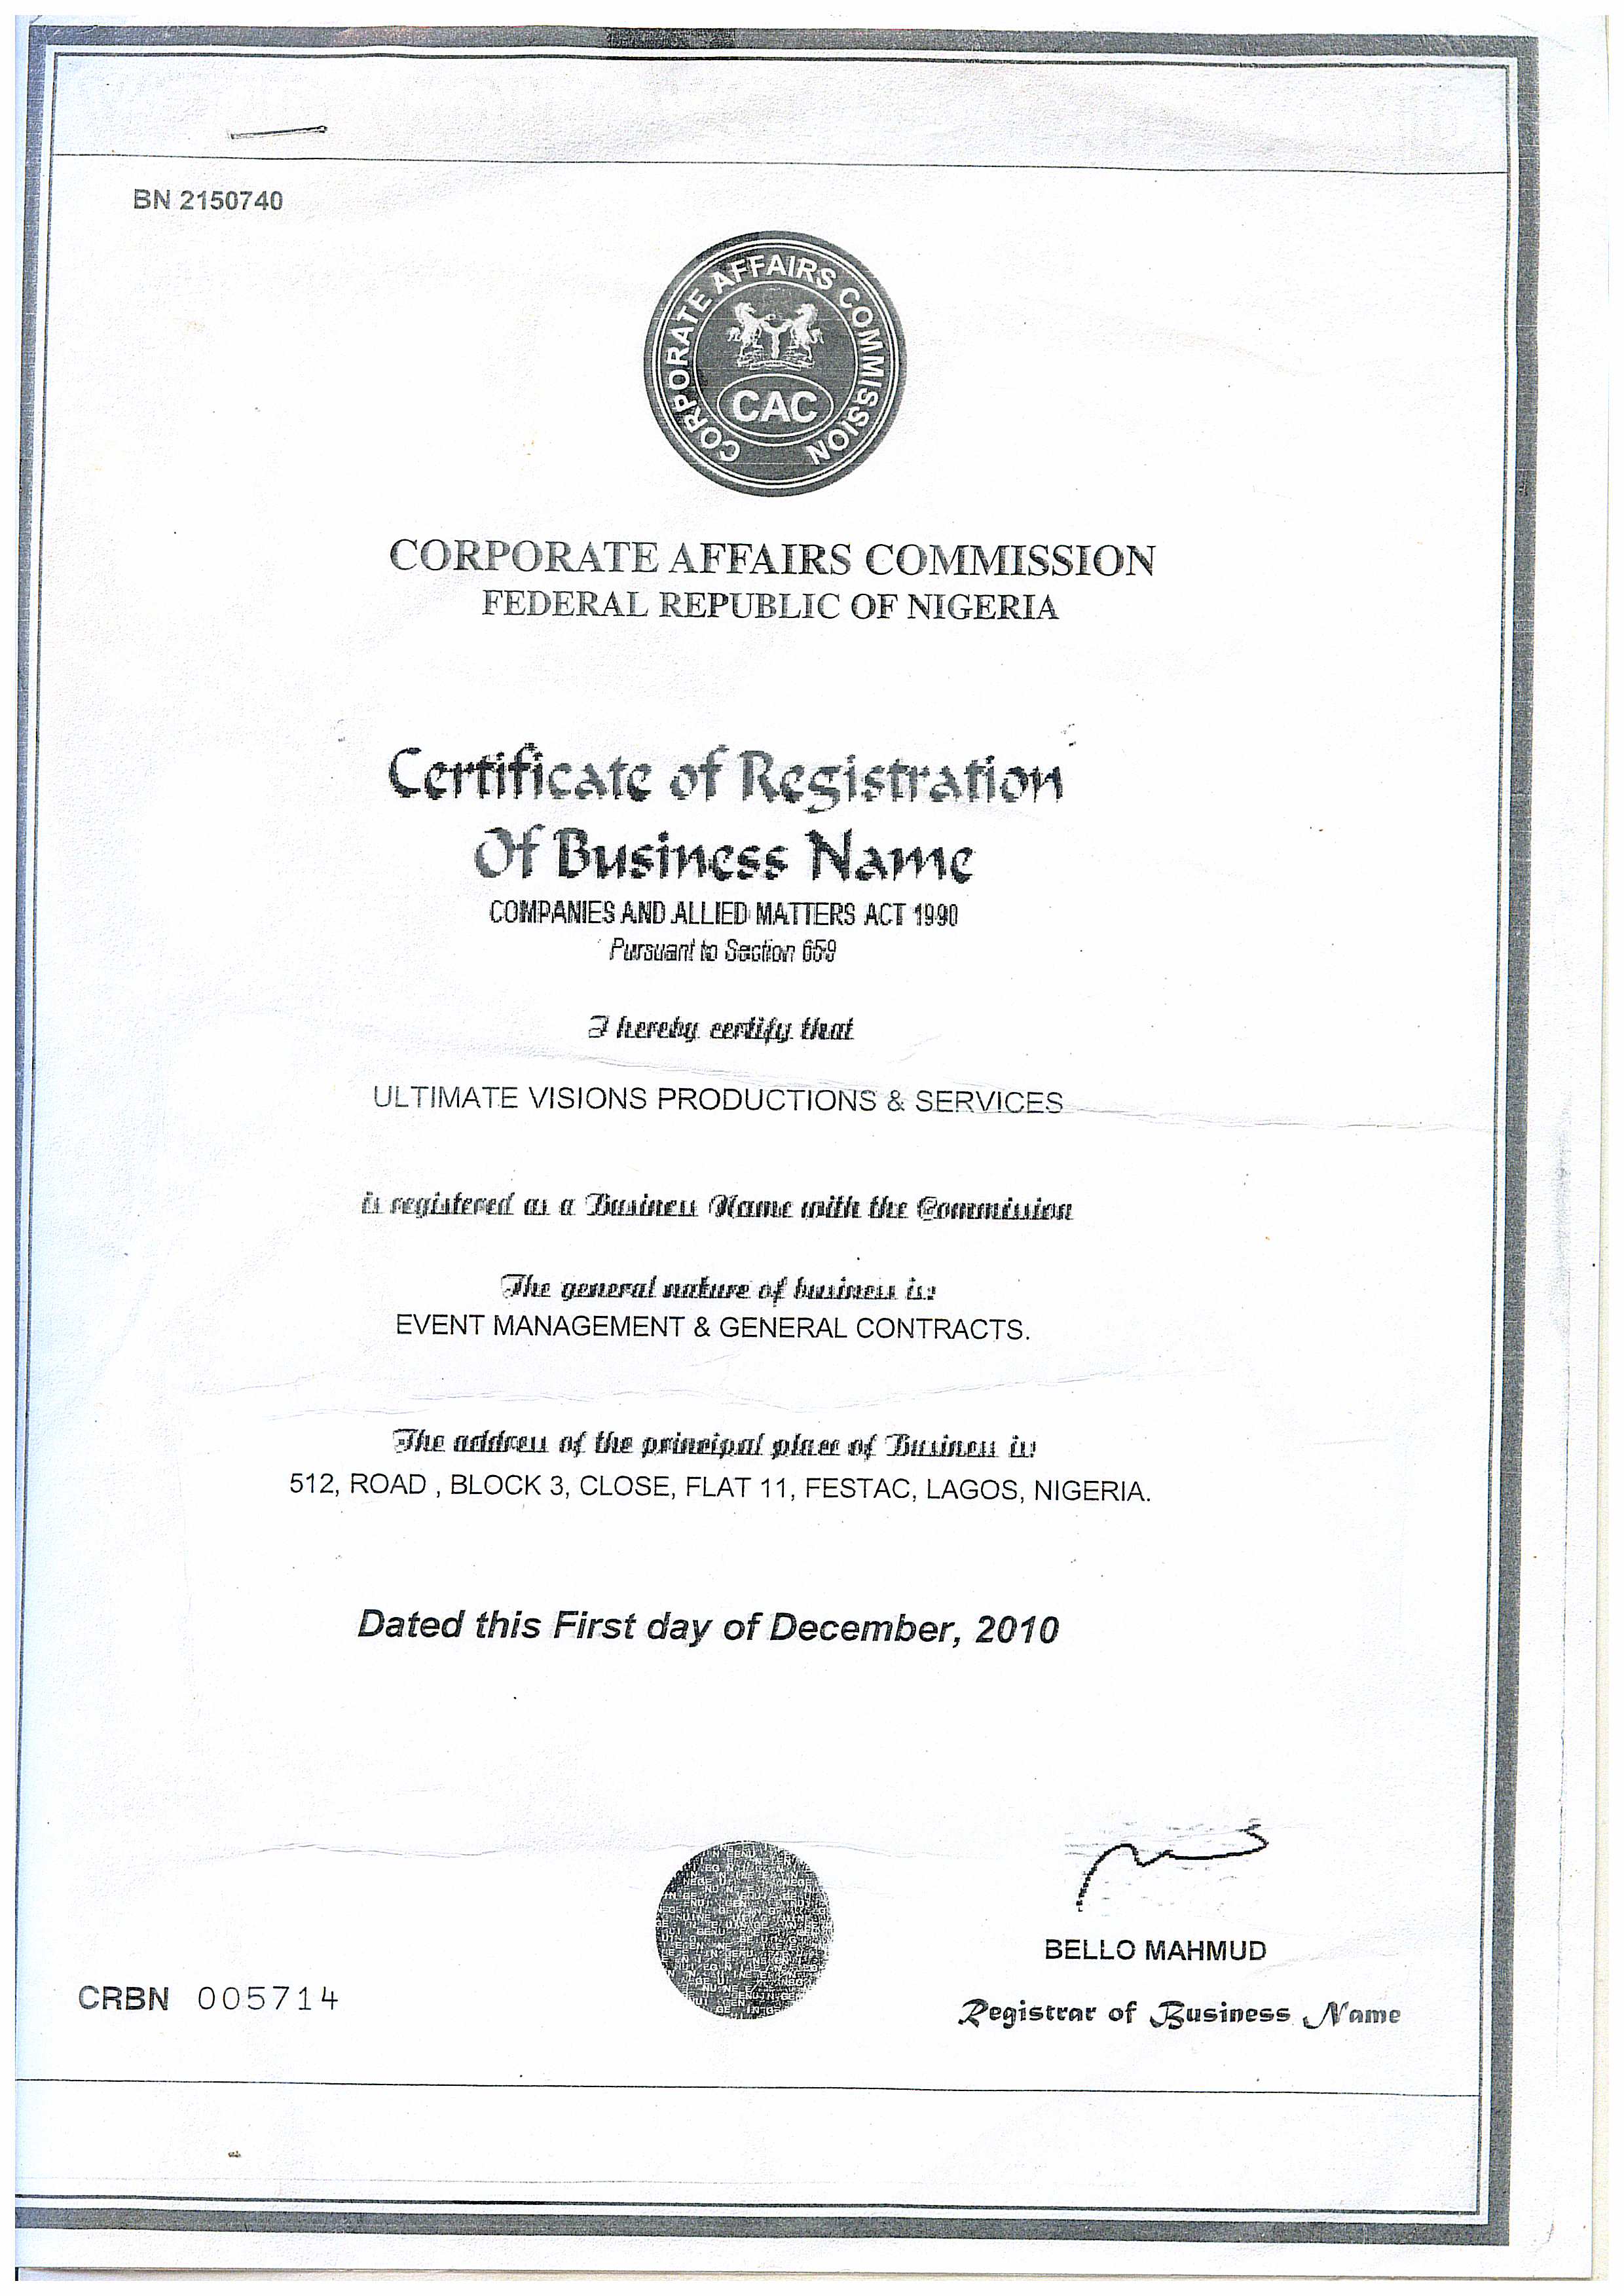 BN 2150740
CORPORATE AFFAIRS COMMISSION
CAC
CORPORATE AFFAIRS COMMISSION
FEDERAL REPUBLIC OF NIGERIA
Certificate of Registration
Of Business Name
COMPANIES AND ALLIED MATTERS ACT 1990
Pursuant to Section 659
I hereby certify that
ULTIMATE VISIONS PRODUCTIONS & SERVICES
is registered as a Business Name with the Commission
The general nature of business is:
EVENT MANAGEMENT & GENERAL CONTRACTS.
The address of the principal place of Business is:
512, ROAD , BLOCK 3, CLOSE, FLAT 11, FESTAC, LAGOS, NIGERIA.
Dated this First day of December, 2010
BELLO MAHMUD
CRBN 005714
Registrar of Business Name